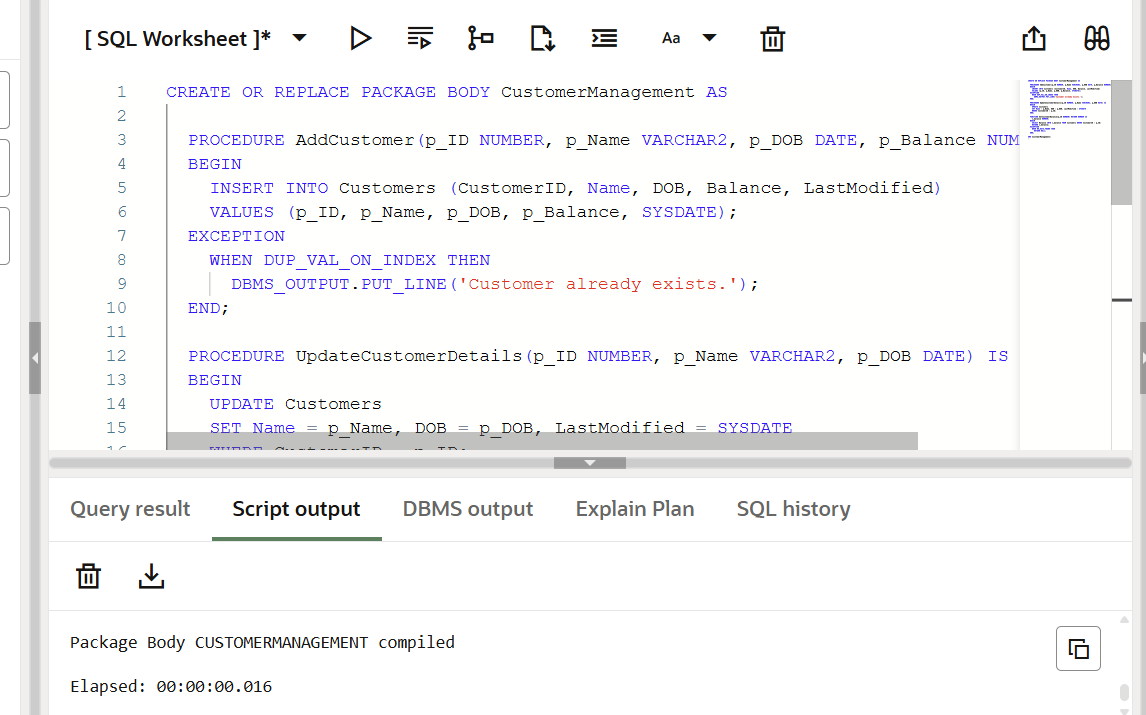 [ SQL Worksheet ]*
Aa
1 CREATE OR REPLACE PACKAGE BODY CustomerManagement AS
2
3 PROCEDURE AddCustomer(p_ID NUMBER, p_Name VARCHAR2, p_DOB DATE, p_Balance NUM
4 BEGIN
5 INSERT INTO Customers (CustomerID, Name, DOB, Balance, LastModified)
6 VALUES (p_ID, p_Name, p_DOB, p_Balance, SYSDATE);
7 EXCEPTION
8 WHEN DUP_VAL_ON_INDEX THEN
9 DBMS_OUTPUT.PUT_LINE('Customer already exists.');
10 END;
11
12 PROCEDURE UpdateCustomerDetails(p_ID NUMBER, p_Name VARCHAR2, p_DOB DATE) IS
13 BEGIN
14 UPDATE Customers
15 SET Name = p_Name, DOB = p_DOB, LastModified = SYSDATE
16 WHERE CustomerID = p_ID;
Query result Script output DBMS output Explain Plan SQL history
Package Body CUSTOMERMANAGEMENT compiled
Elapsed: 00:00:00.016